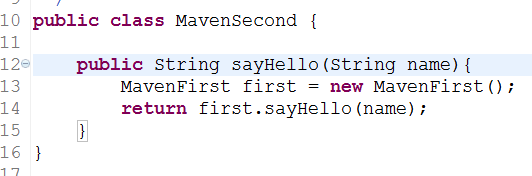 10 public class MavenSecond {
11
12 public String sayHello(String name){
13 MavenFirst first = new MavenFirst();
14 return first.sayHello(name);
15 }
16 }
17